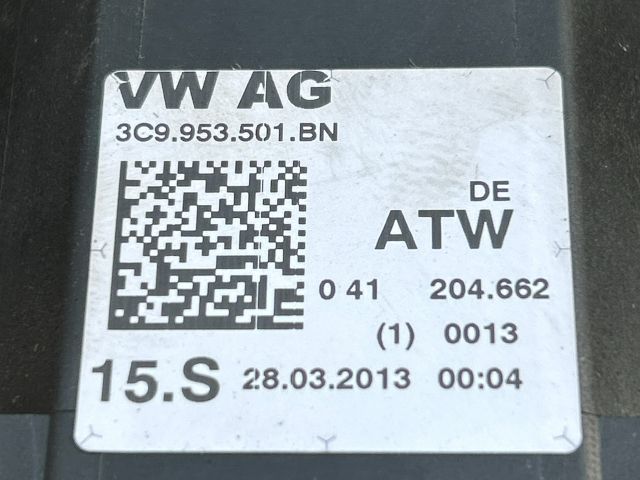 VW AG
3C9.953.501.BN
DE
ATW
0 41 204.662
(1) 0013
15.S 28.03.2013 00:04